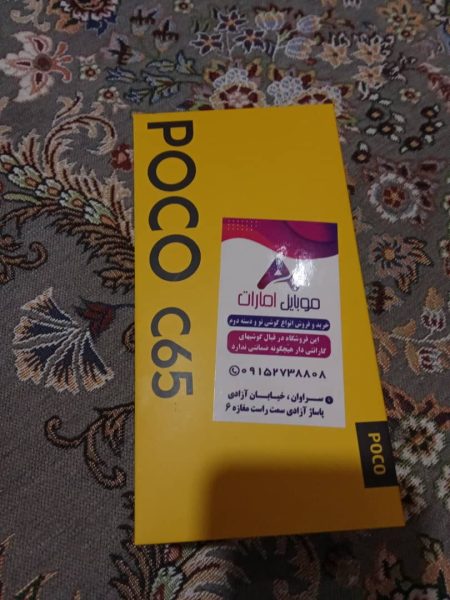 POCO C65
موبایل امارات
خرید و فروش انواع گوشی نو و دسته دوم
این فروشگاه در قبال گوشیهای
گارانتی دار هیچگونه ضمانتی ندارد
۰۹۱۵۲۷۳۸۸۰۸
سراوان ، خیابان آزادی
پاساژ آزادی سمت راست مغازه ۶
POCO